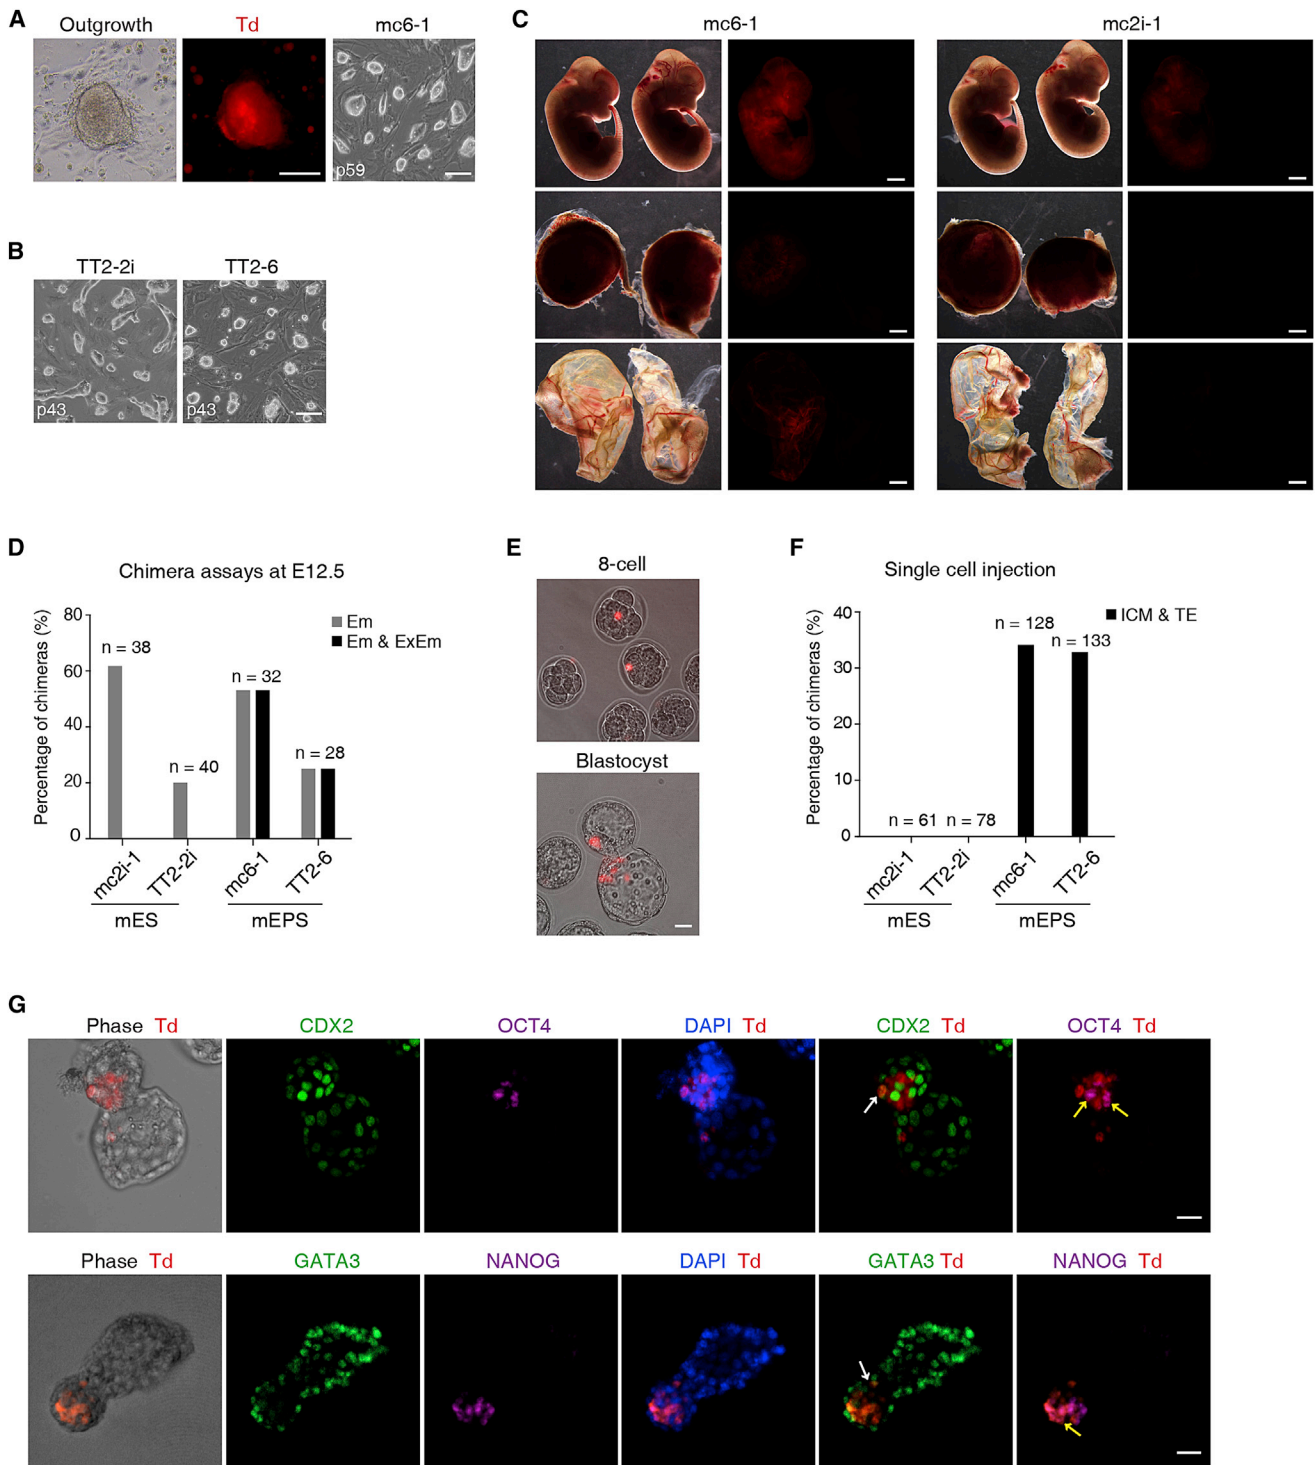 A
Outgrowth
Td
mc6-1
p59
B
TT2-2i
TT2-6
p43
p43
C
mc6-1
mc2i-1
D
Chimera assays at E12.5
Percentage of chimeras (%)
80
60
40
20
0
Em
Em & ExEm
n = 38
n = 40
n = 32
n = 28
mc2i-1
TT2-2i
mc6-1
TT2-6
mES
mEPS
E
8-cell
Blastocyst
F
Single cell injection
Percentage of chimeras (%)
40
30
20
10
0
ICM & TE
n = 61
n = 78
n = 128
n = 133
mc2i-1
TT2-2i
mc6-1
TT2-6
mES
mEPS
G
Phase Td
CDX2
OCT4
DAPI Td
CDX2 Td
OCT4 Td
Phase Td
GATA3
NANOG
DAPI Td
GATA3 Td
NANOG Td